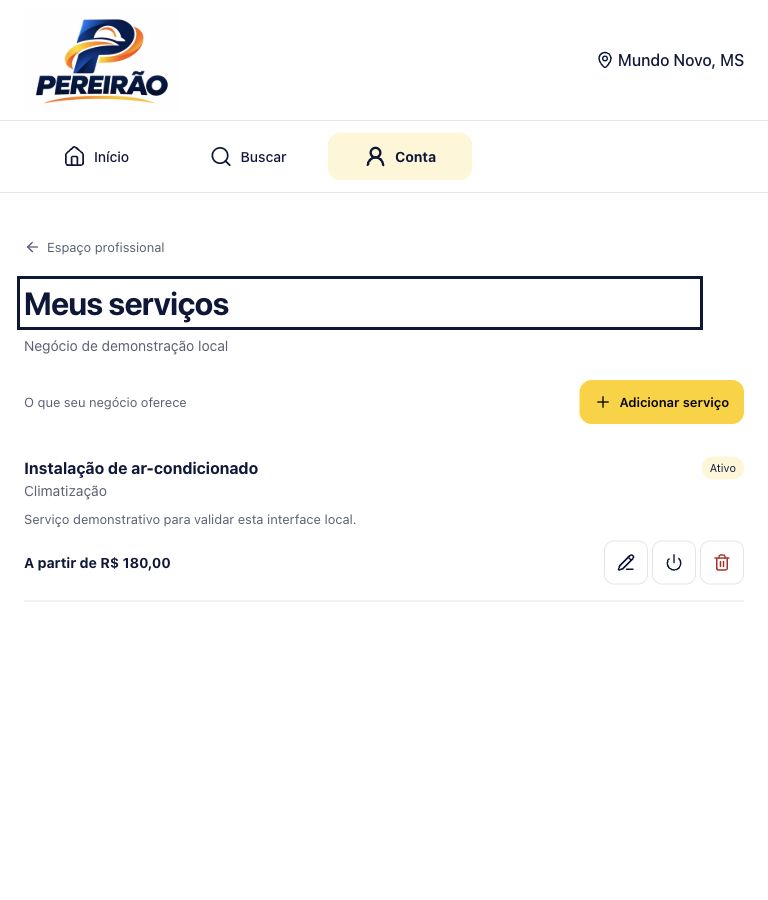 PEREIRÃO
Mundo Novo, MS
Início
Buscar
Conta
Espaço profissional
Meus serviços
Negócio de demonstração local
O que seu negócio oferece
Adicionar serviço
Instalação de ar-condicionado
Ativo
Climatização
Serviço demonstrativo para validar esta interface local.
A partir de R$ 180,00